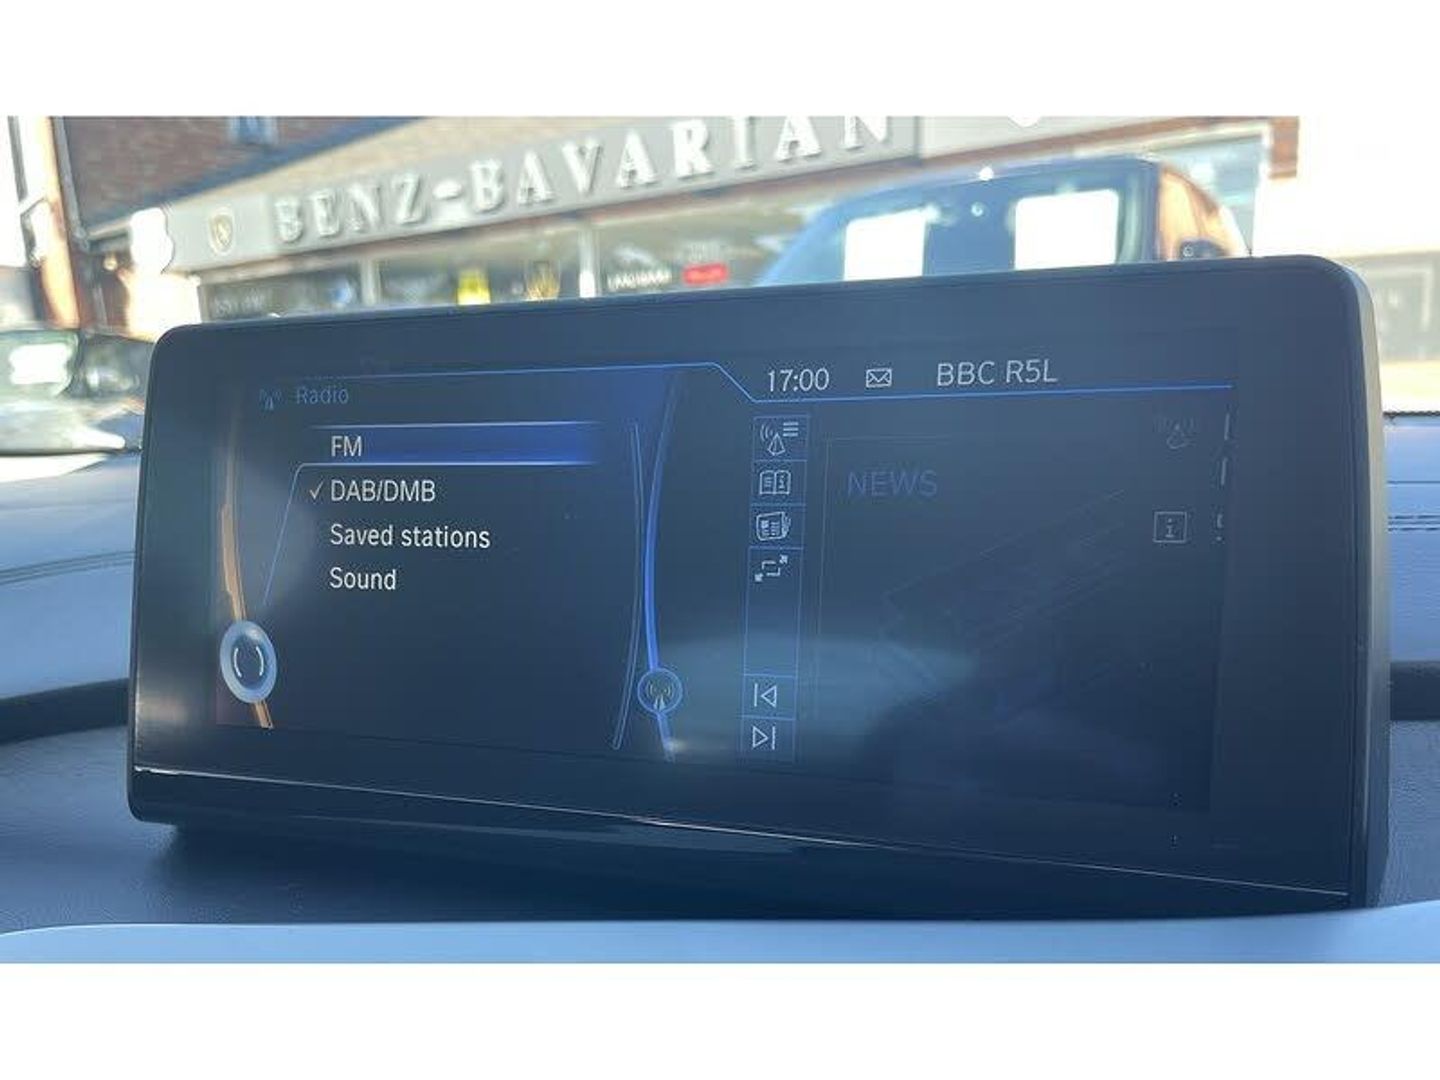 BENZ-BAVARIAN
Radio
17:00
BBC R5L
FM
DAB/DMB
Saved stations
Sound
NEWS